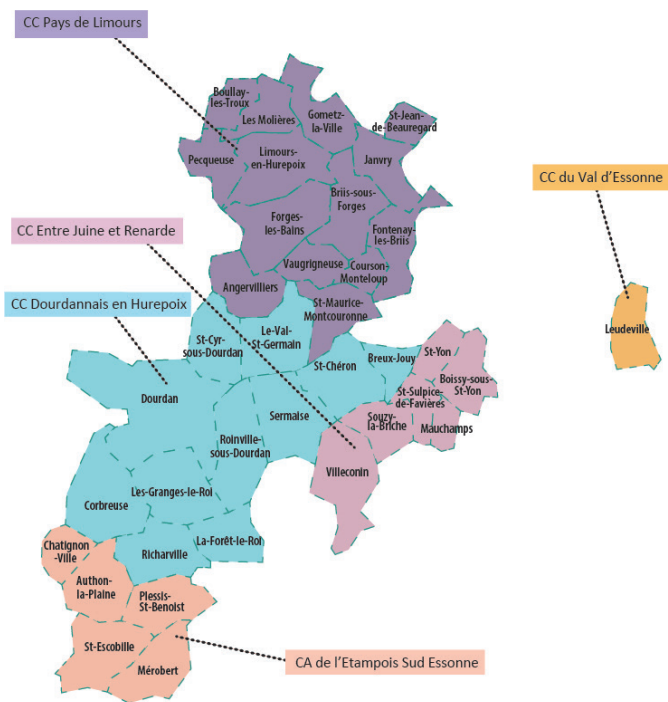 CC Pays de Limours
Boullay-
les-Troux
Les Molières
Gometz-
la-Ville
St-Jean-
de-Beauregard
Pecqueuse
Limours
-en-Hurepoix
Janvry
CC du Val d'Essonne
Briis-sous-
Forges
CC Entre Juine et Renarde
Forges-
les-Bains
Fontenay-
les-Briis
Vaugrigneuse
Courson-
Monteloup
Angervilliers
CC Dourdannais en Hurepoix
St-Maurice-
Montcouronne
Leudeville
St-Cyr-
sous-Dourdan
Le-Val-
St-Germain
St-Chéron
Breux-Jouy
St-Yon
Boissy-sous-
St-Yon
Dourdan
St-Sulpice-
de-Favières
Sermaise
Souzy-
la-Briche
Mauchamps
Roinville-
sous-Dourdan
Villeconin
Les-Granges-le-Roi
Corbreuse
La-Forêt-le-Roi
Chatignon
-Ville
Richarville
Authon-
la-Plaine
Plessis-
St-Benoist
St-Escobille
CA de l'Etampois Sud Essonne
Mérobert